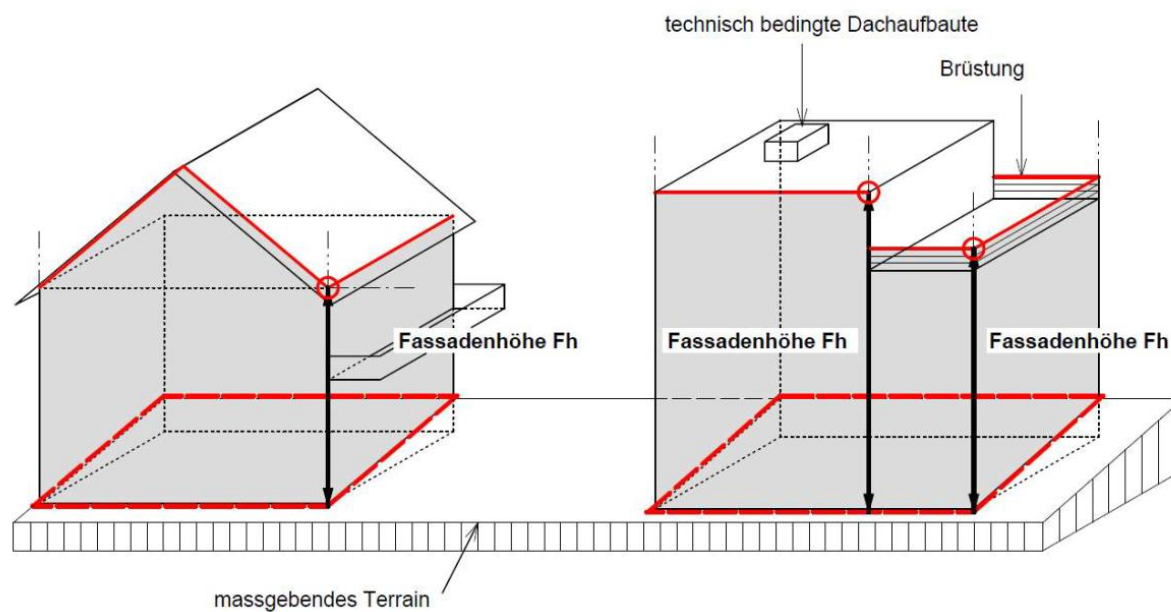 technisch bedingte Dachaufbaute
Brüstung
Fassadenhöhe Fh
Fassadenhöhe Fh
Fassadenhöhe Fh
massgebendes Terrain